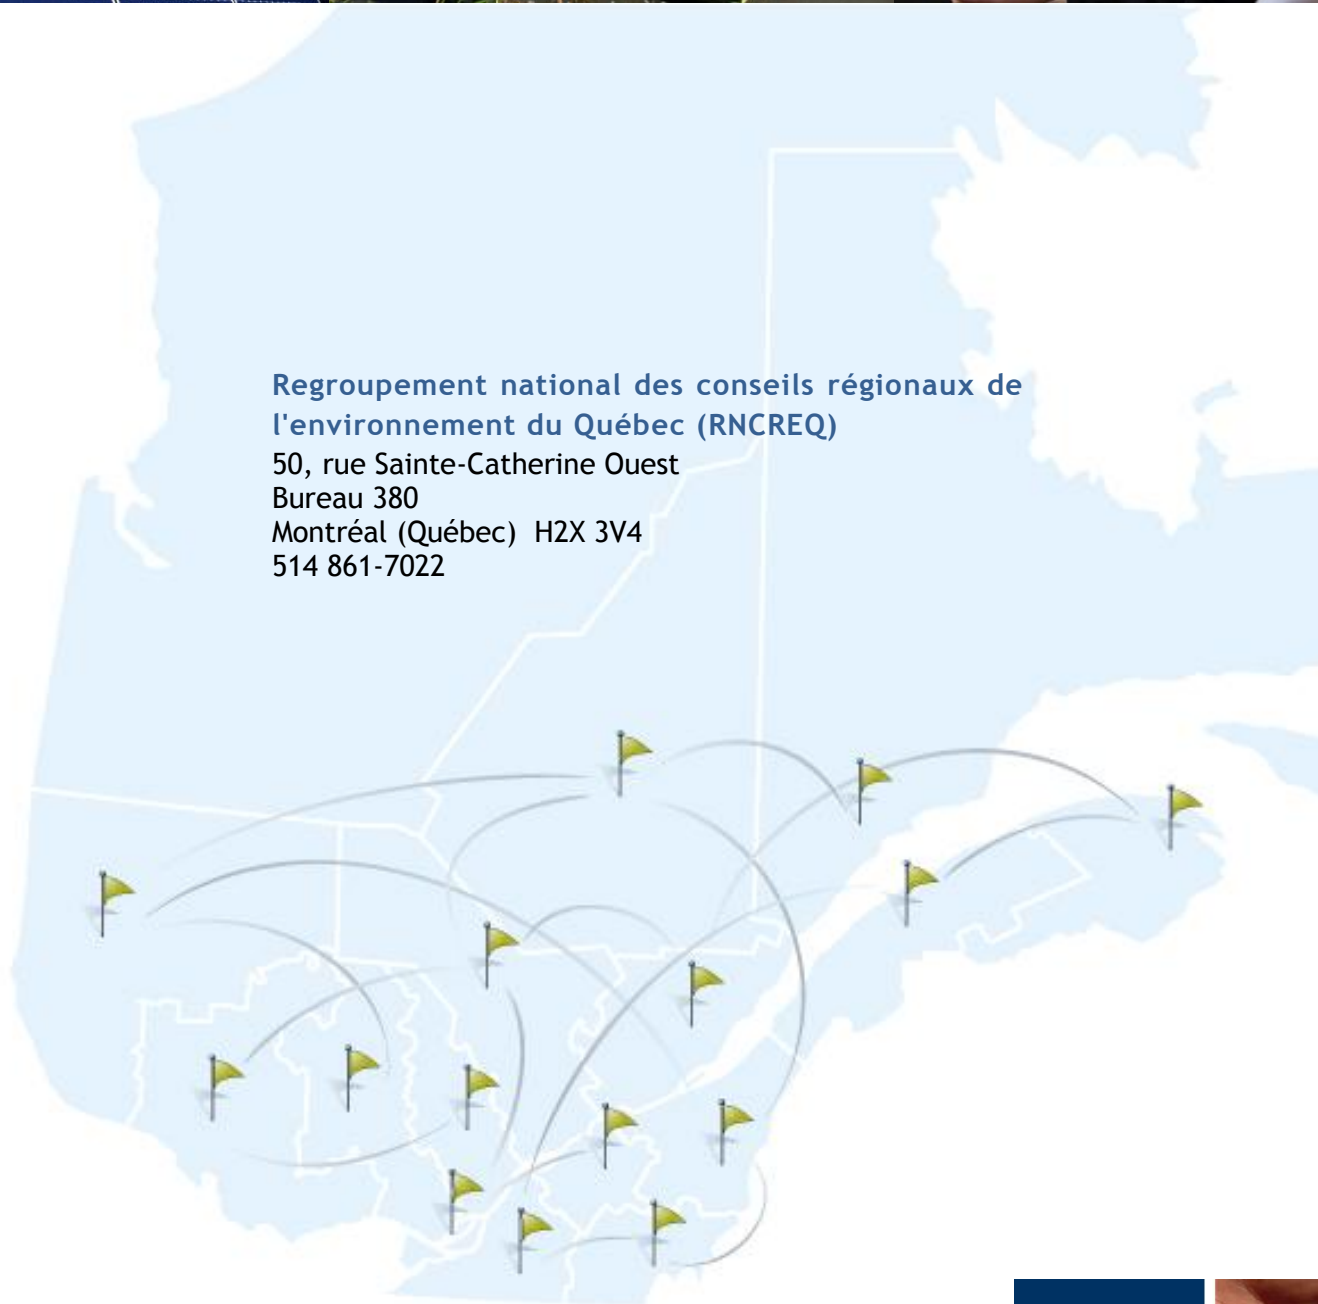 Regroupement national des conseils régionaux de
l'environnement du Québec (RNCREQ)
50, rue Sainte-Catherine Ouest
Bureau 380
Montréal (Québec)  H2X 3V4
514 861-7022